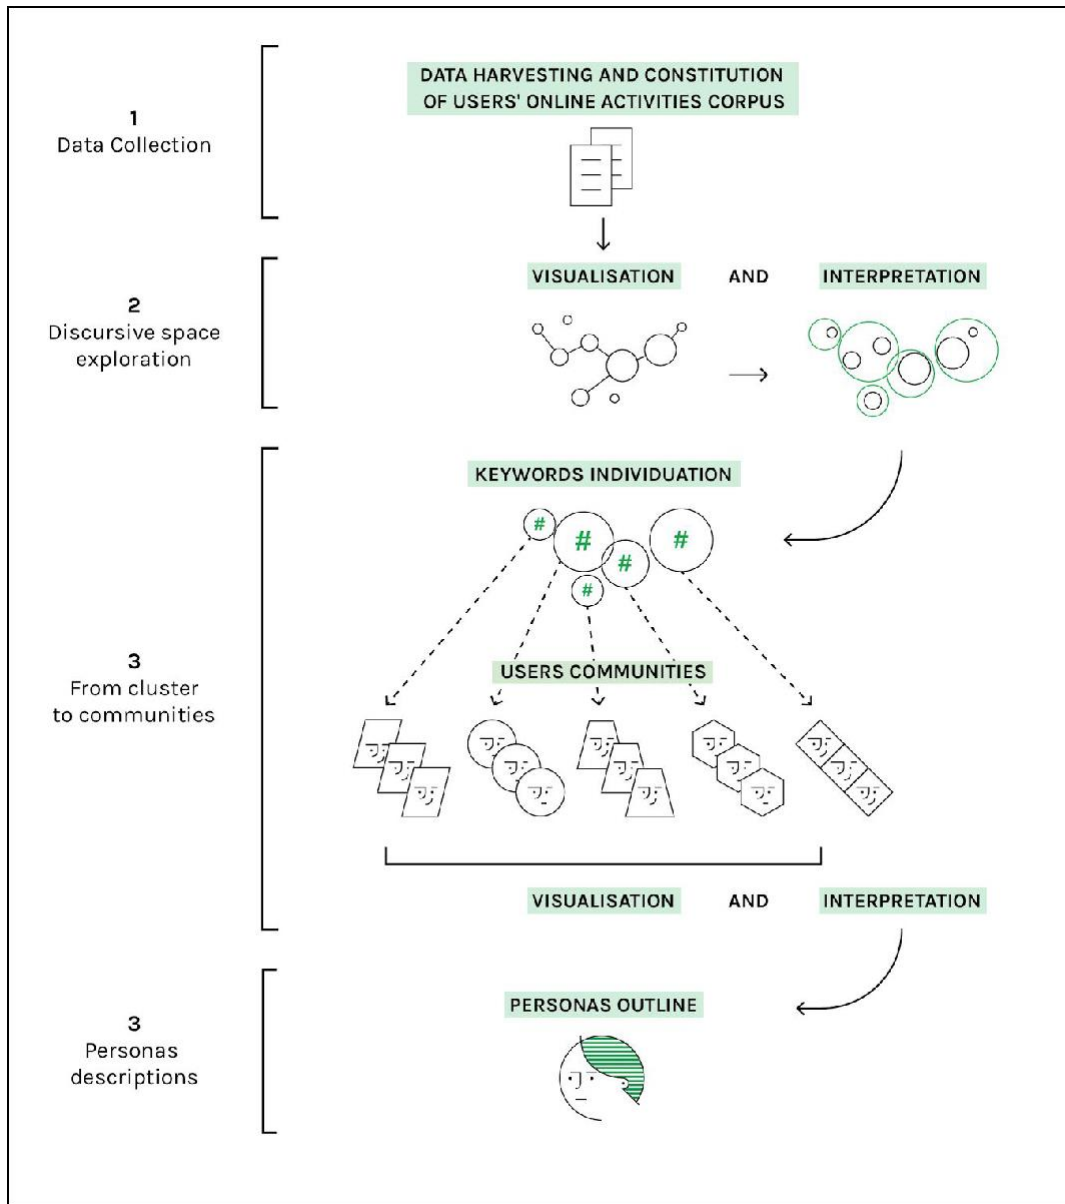 1
Data Collection
DATA HARVESTING AND CONSTITUTION
OF USERS' ONLINE ACTIVITIES CORPUS
2
Discursive space
exploration
VISUALISATION AND INTERPRETATION
3
From cluster
to communities
KEYWORDS INDIVIDUATION
#
#
#
#
#
USERS COMMUNITIES
VISUALISATION AND INTERPRETATION
3
Personas
descriptions
PERSONAS OUTLINE